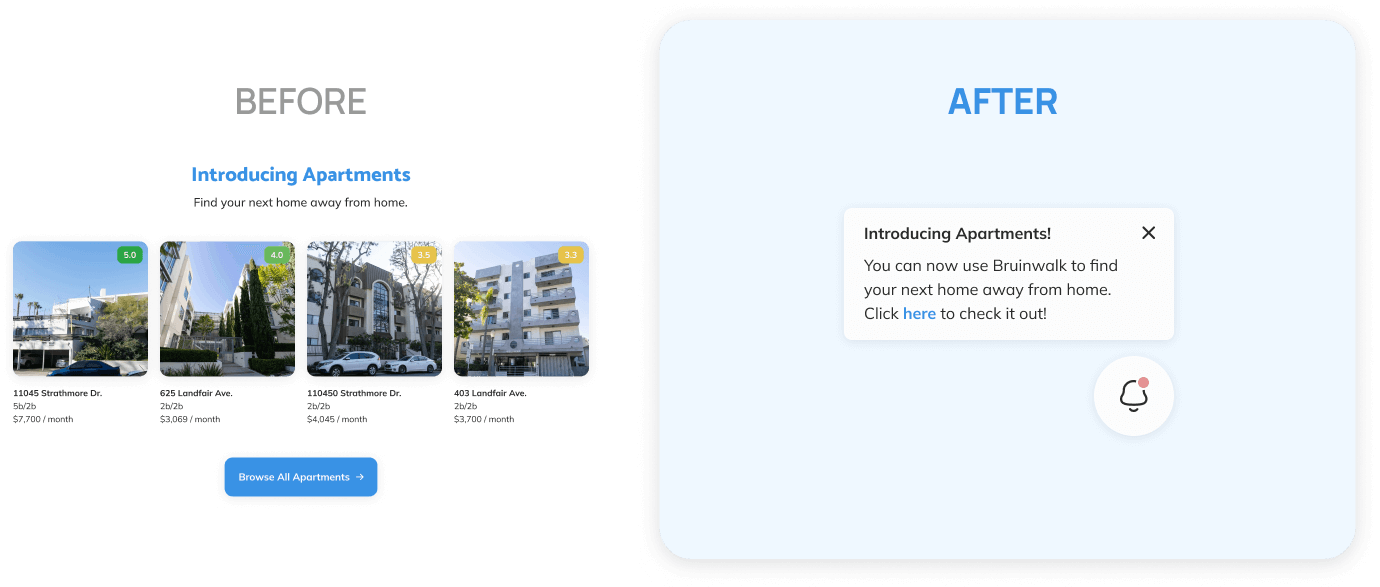 BEFORE
Introducing Apartments
Find your next home away from home.
5.0
4.0
3.5
3.3
11045 Strathmore Dr.
5b/2b
$7,700 / month
625 Landfair Ave.
2b/2b
$3,069 / month
110450 Strathmore Dr.
2b/2b
$4,045 / month
403 Landfair Ave.
2b/2b
$3,700 / month
Browse All Apartments →
AFTER
Introducing Apartments!
You can now use Bruinwalk to find
your next home away from home.
Click here to check it out!